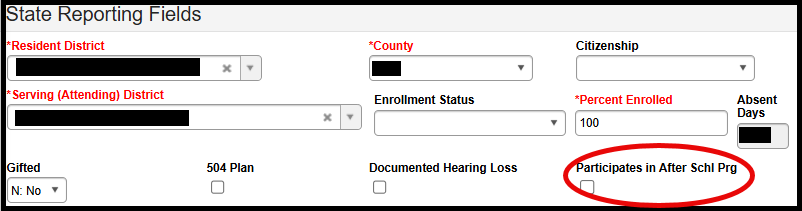 State Reporting Fields
*Resident District
*County
Citizenship
*Serving (Attending) District
Enrollment Status
*Percent Enrolled
Absent
Days
100
Gifted
504 Plan
Documented Hearing Loss
Participates in After Schl Prg
N: No